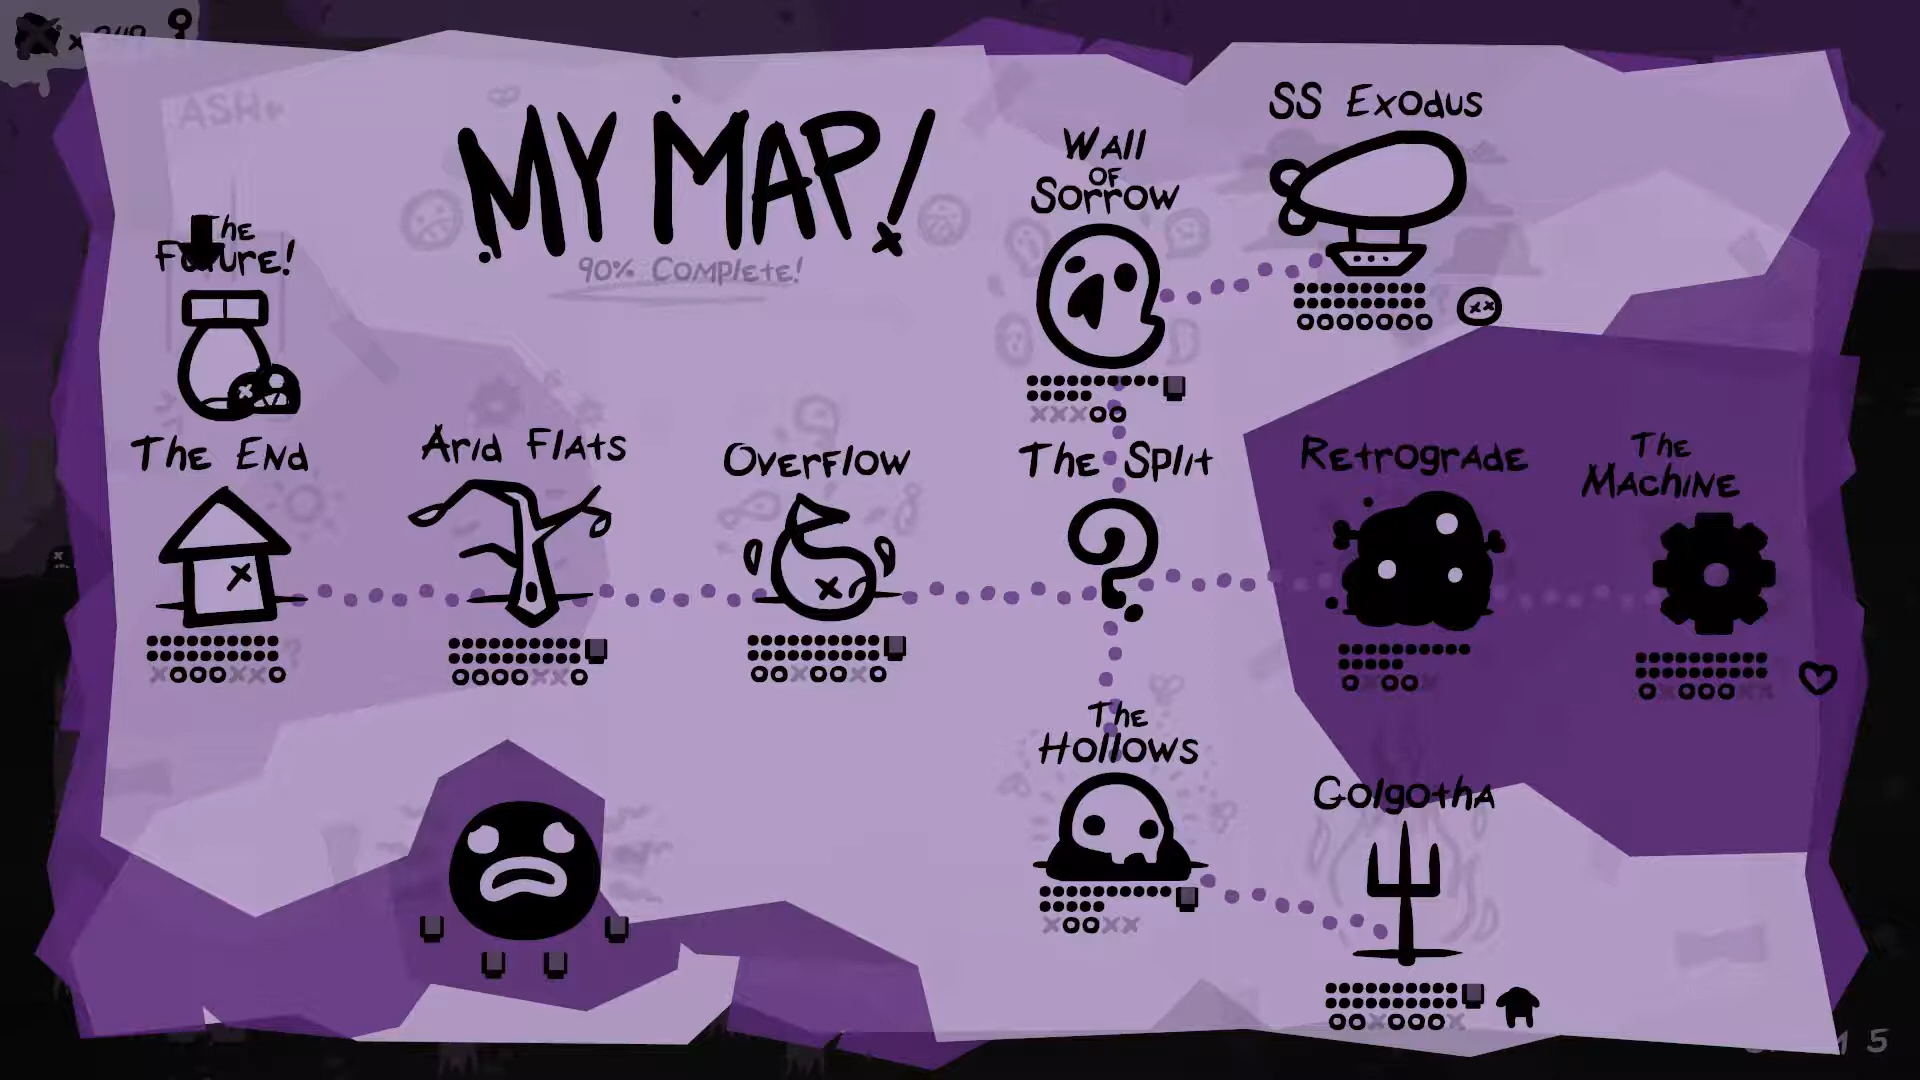 MY MAP!
90% Complete!
The
Future!
The End
Arid Flats
Overflow
Wall
of
Sorrow
SS Exodus
The Split
Retrograde
The
Machine
The
Hollows
Golgotha
5